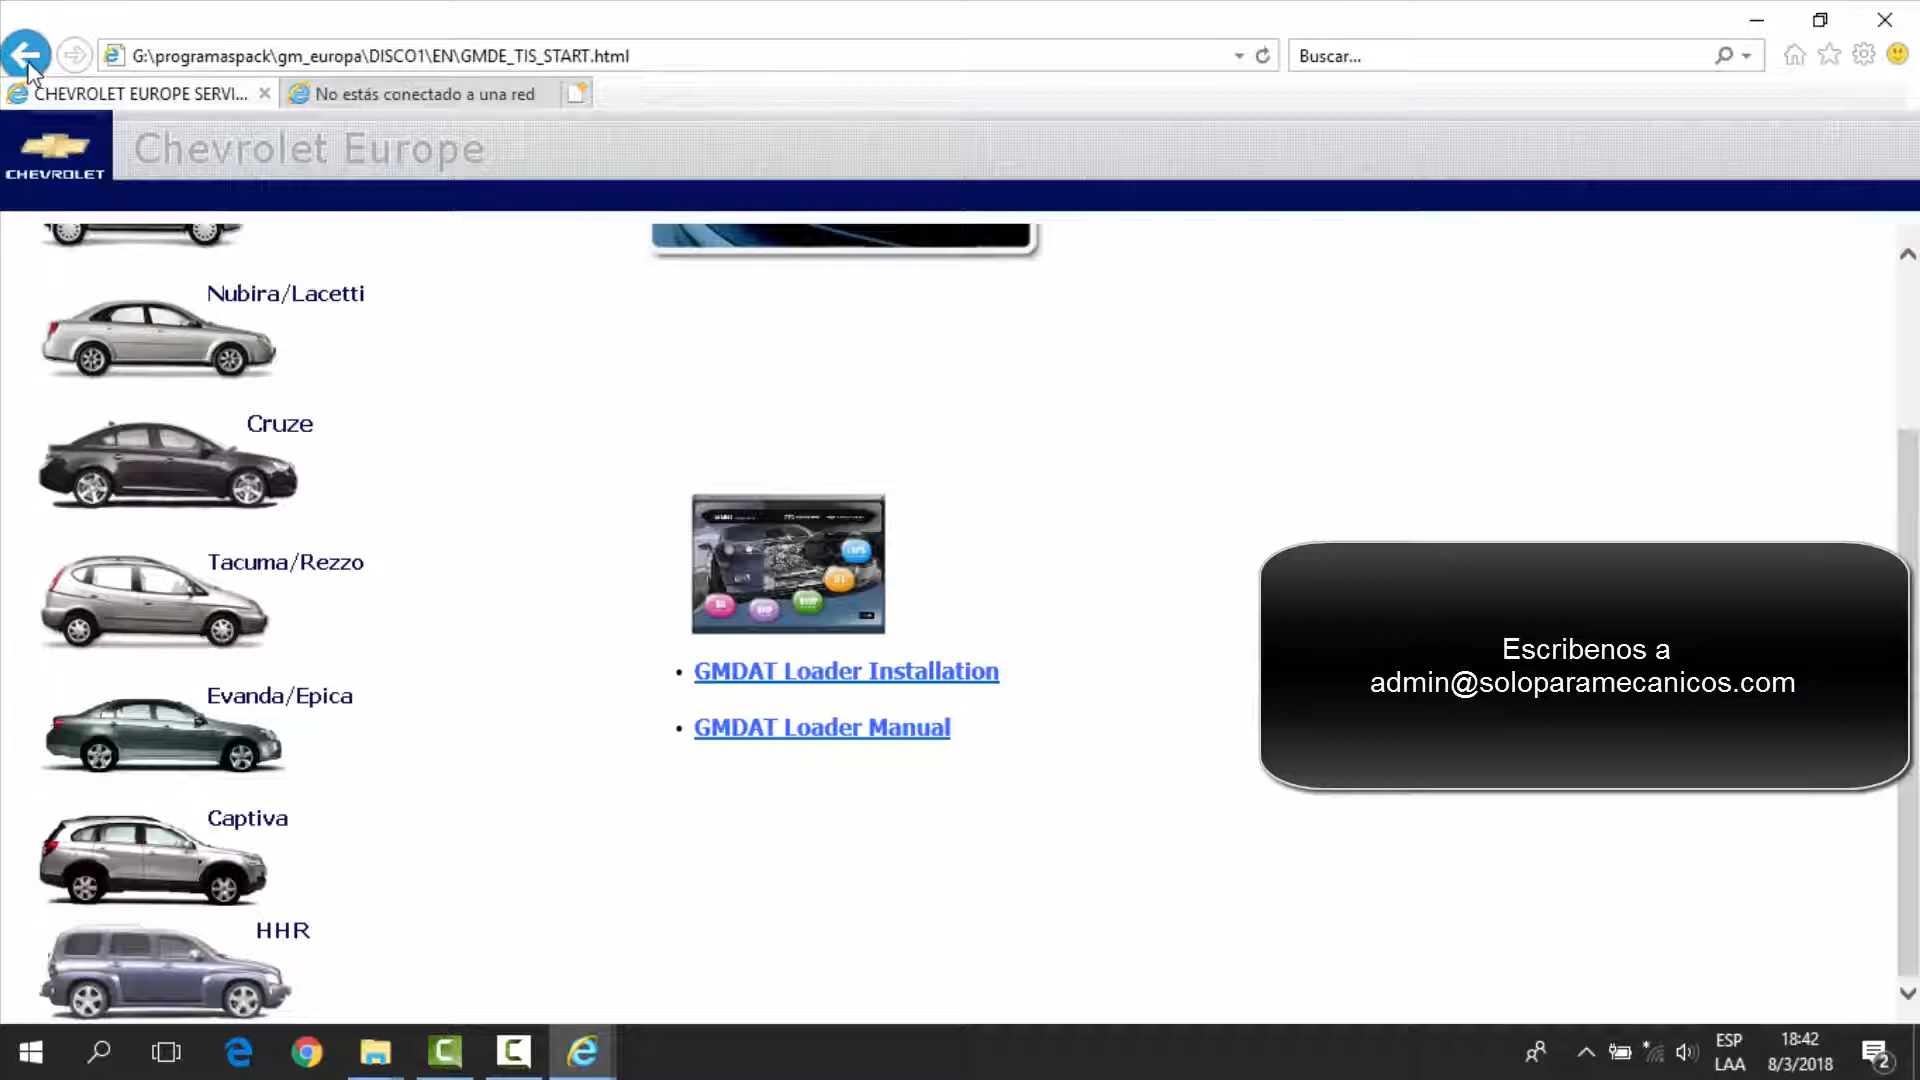 G:\programaspack\gm_europa\DISCO1\EN\GMDE_TIS_START.html
Buscar...
CHEVROLET EUROPE SERVI...
No estás conectado a una red
CHEVROLET
Chevrolet Europe
Nubira/Lacetti
Cruze
Tacuma/Rezzo
Evanda/Epica
Captiva
HHR
• GMDAT Loader Installation
• GMDAT Loader Manual
Escribenos a
admin@soloparamecanicos.com
ESP
LAA
18:42
8/3/2018
2